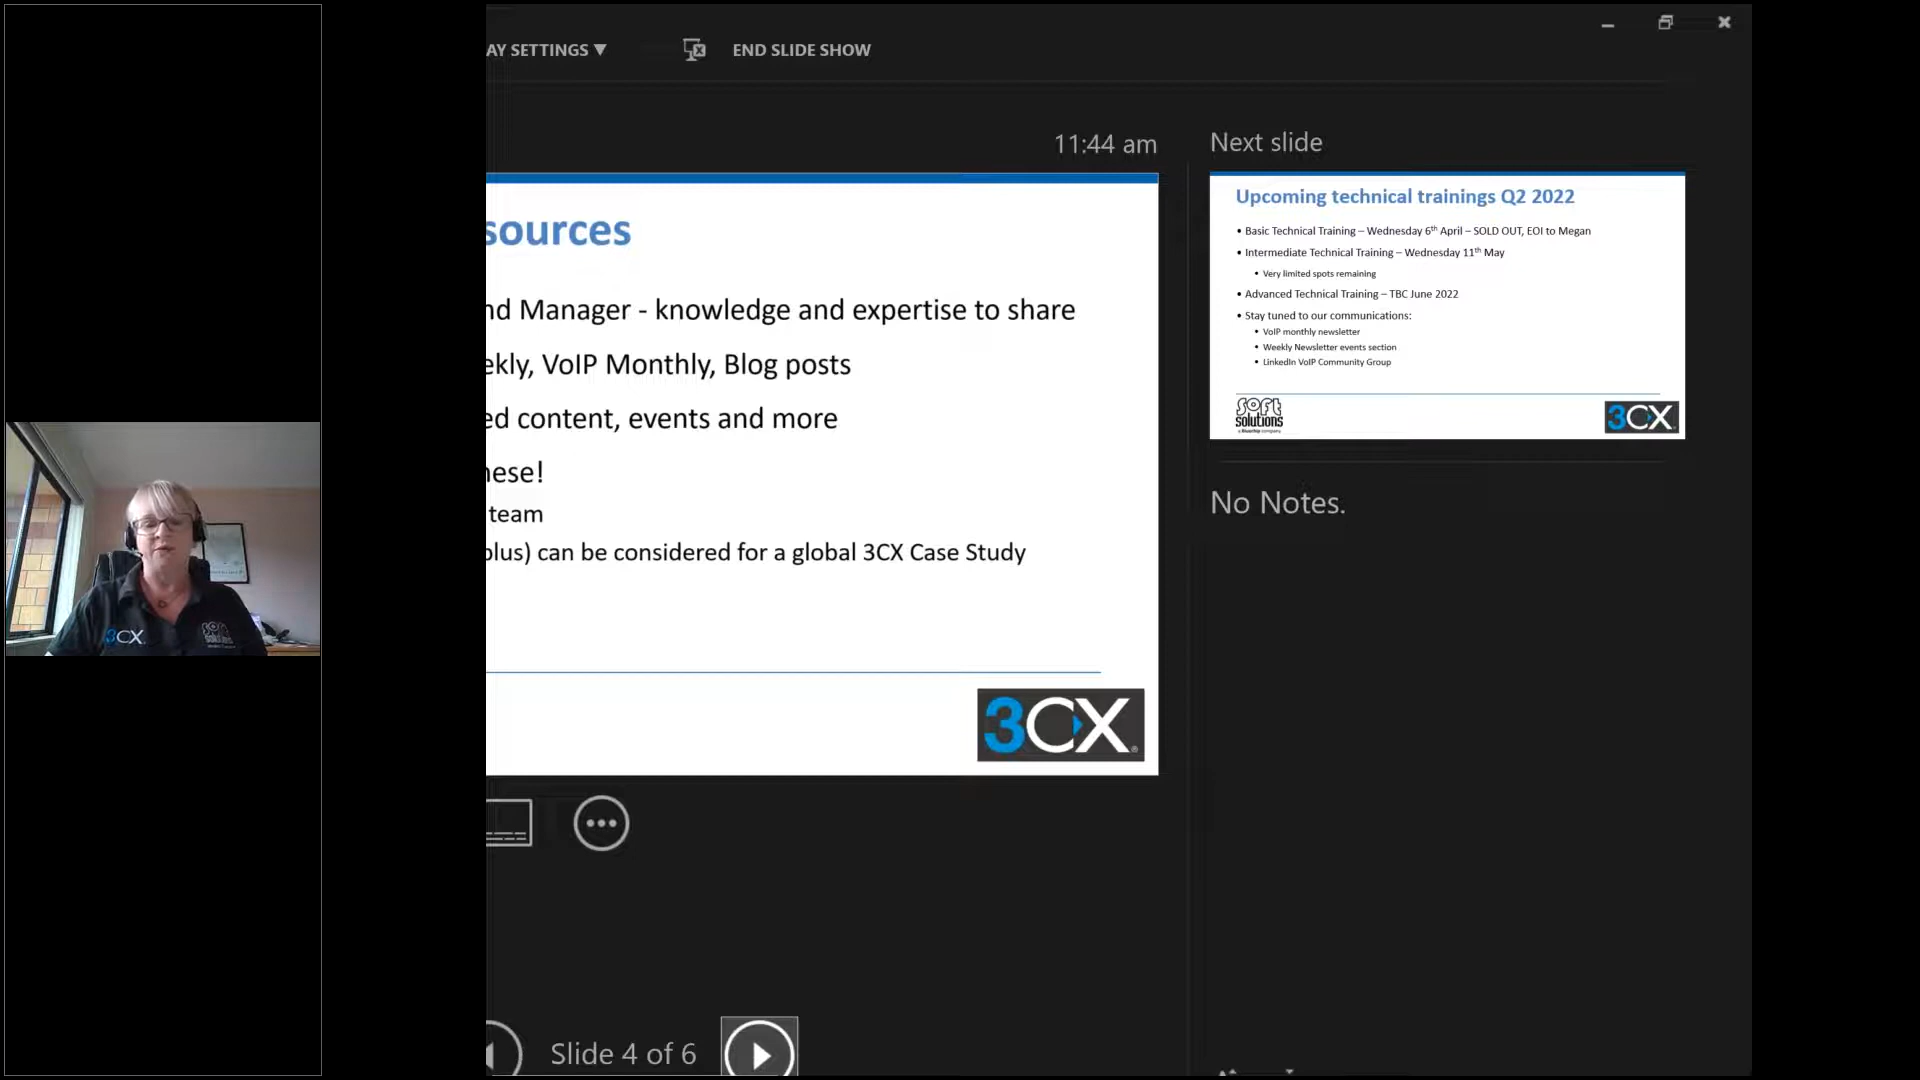 AY SETTINGS ▼
END SLIDE SHOW
11:44 am
sources
nd Manager - knowledge and expertise to share
ekly, VoIP Monthly, Blog posts
ed content, events and more
hese!
team
plus) can be considered for a global 3CX Case Study
3CX
Slide 4 of 6
Next slide
Upcoming technical trainings Q2 2022
• Basic Technical Training – Wednesday 6th April – SOLD OUT, EOI to Megan
• Intermediate Technical Training – Wednesday 11th May
• Very limited spots remaining
• Advanced Technical Training – TBC June 2022
• Stay tuned to our communications:
• VoIP monthly newsletter
• Weekly Newsletter events section
• LinkedIn VoIP Community Group
soft
solutions
3CX
No Notes.
3CX
soft
solutions